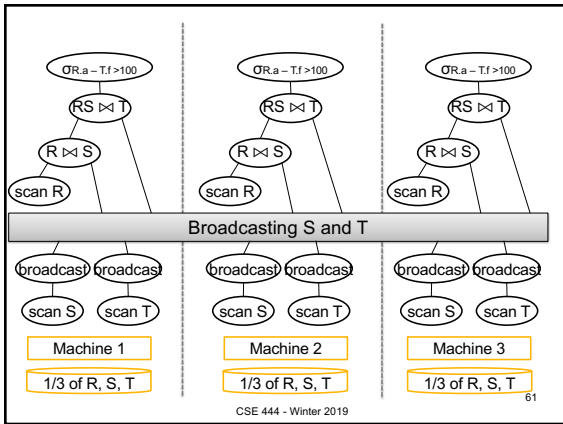 σR.a – T.f >100 σR.a – T.f >100 σR.a – T.f >100
RS ⋈ T RS ⋈ T RS ⋈ T
R ⋈ S R ⋈ S R ⋈ S
scan R scan R scan R
Broadcasting S and T
broadcast broadcast broadcast broadcast broadcast broadcast
scan S scan T scan S scan T scan S scan T
Machine 1 Machine 2 Machine 3
1/3 of R, S, T 1/3 of R, S, T 1/3 of R, S, T
61
CSE 444 - Winter 2019